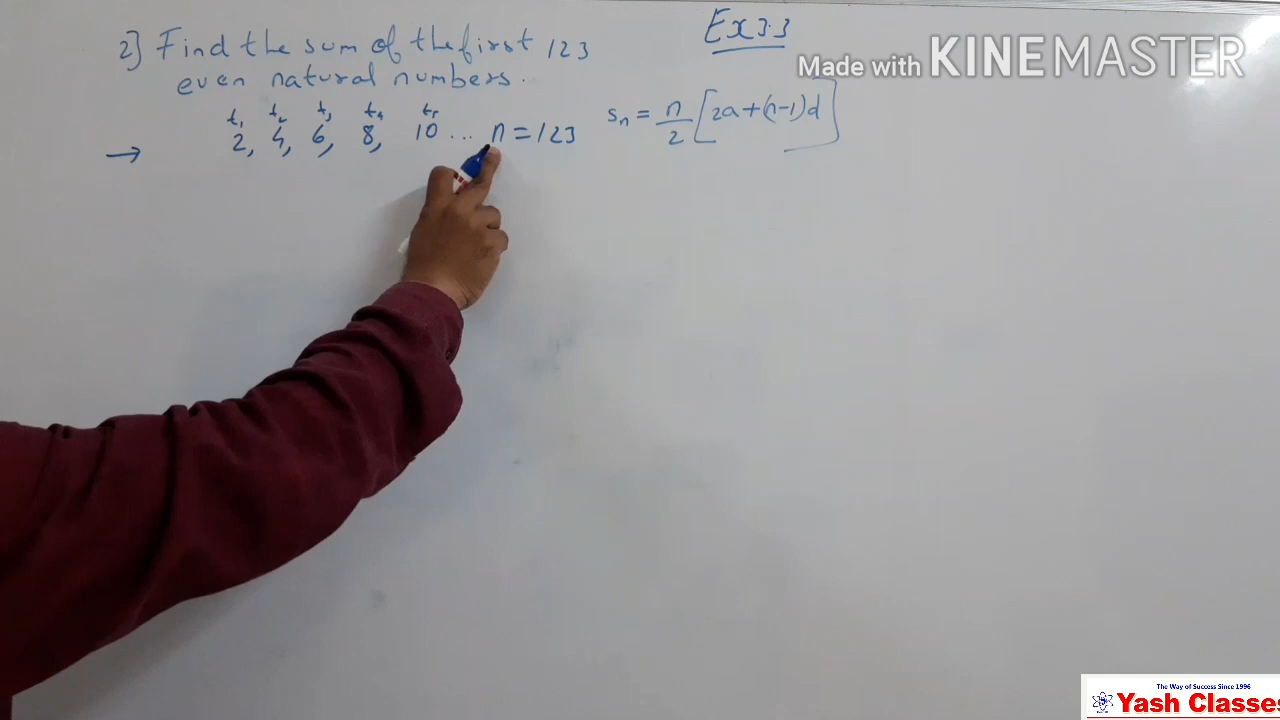 Ex 3.3
Made with KINEMASTER
2] Find the sum of the first 123
even natural numbers.
t₁ t₂ t₃ t₄ t₅
→ 2, 4, 6, 8, 10 ... n = 123
Sₙ = n/2 [2a+(n-1)d]
The Way of Success Since 1996
Yash Classes